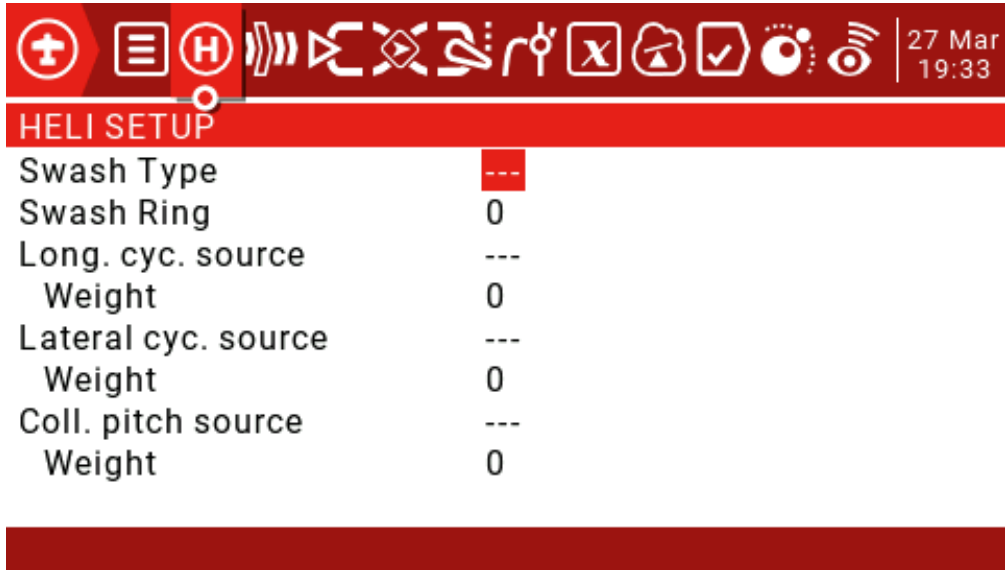 27 Mar
19:33
HELI SETUP
Swash Type ---
Swash Ring 0
Long. cyc. source ---
Weight 0
Lateral cyc. source ---
Weight 0
Coll. pitch source ---
Weight 0